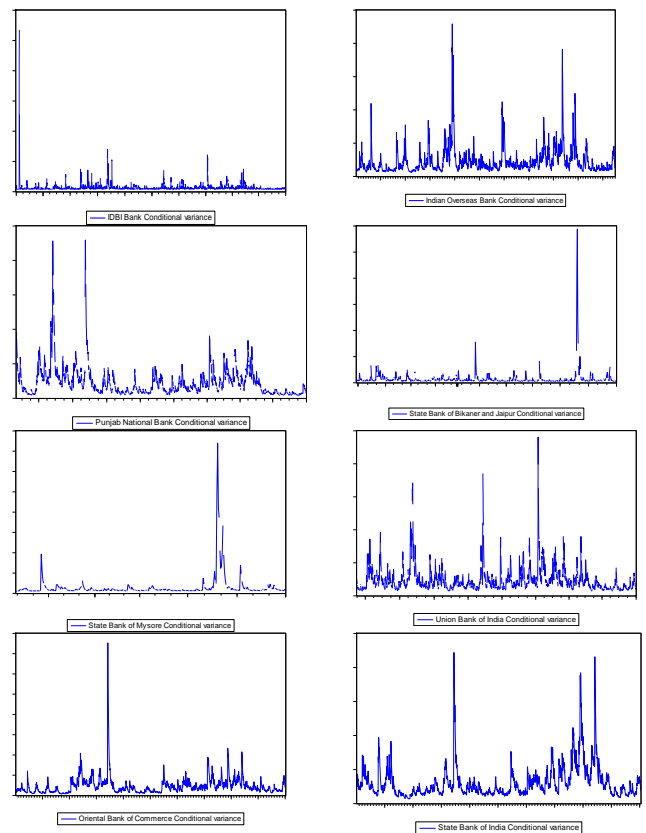 IDBI Bank Conditional variance
Indian Overseas Bank Conditional variance
Punjab National Bank Conditional variance
State Bank of Bikaner and Jaipur Conditional variance
State Bank of Mysore Conditional variance
Union Bank of India Conditional variance
Oriental Bank of Commerce Conditional variance
State Bank of India Conditional variance